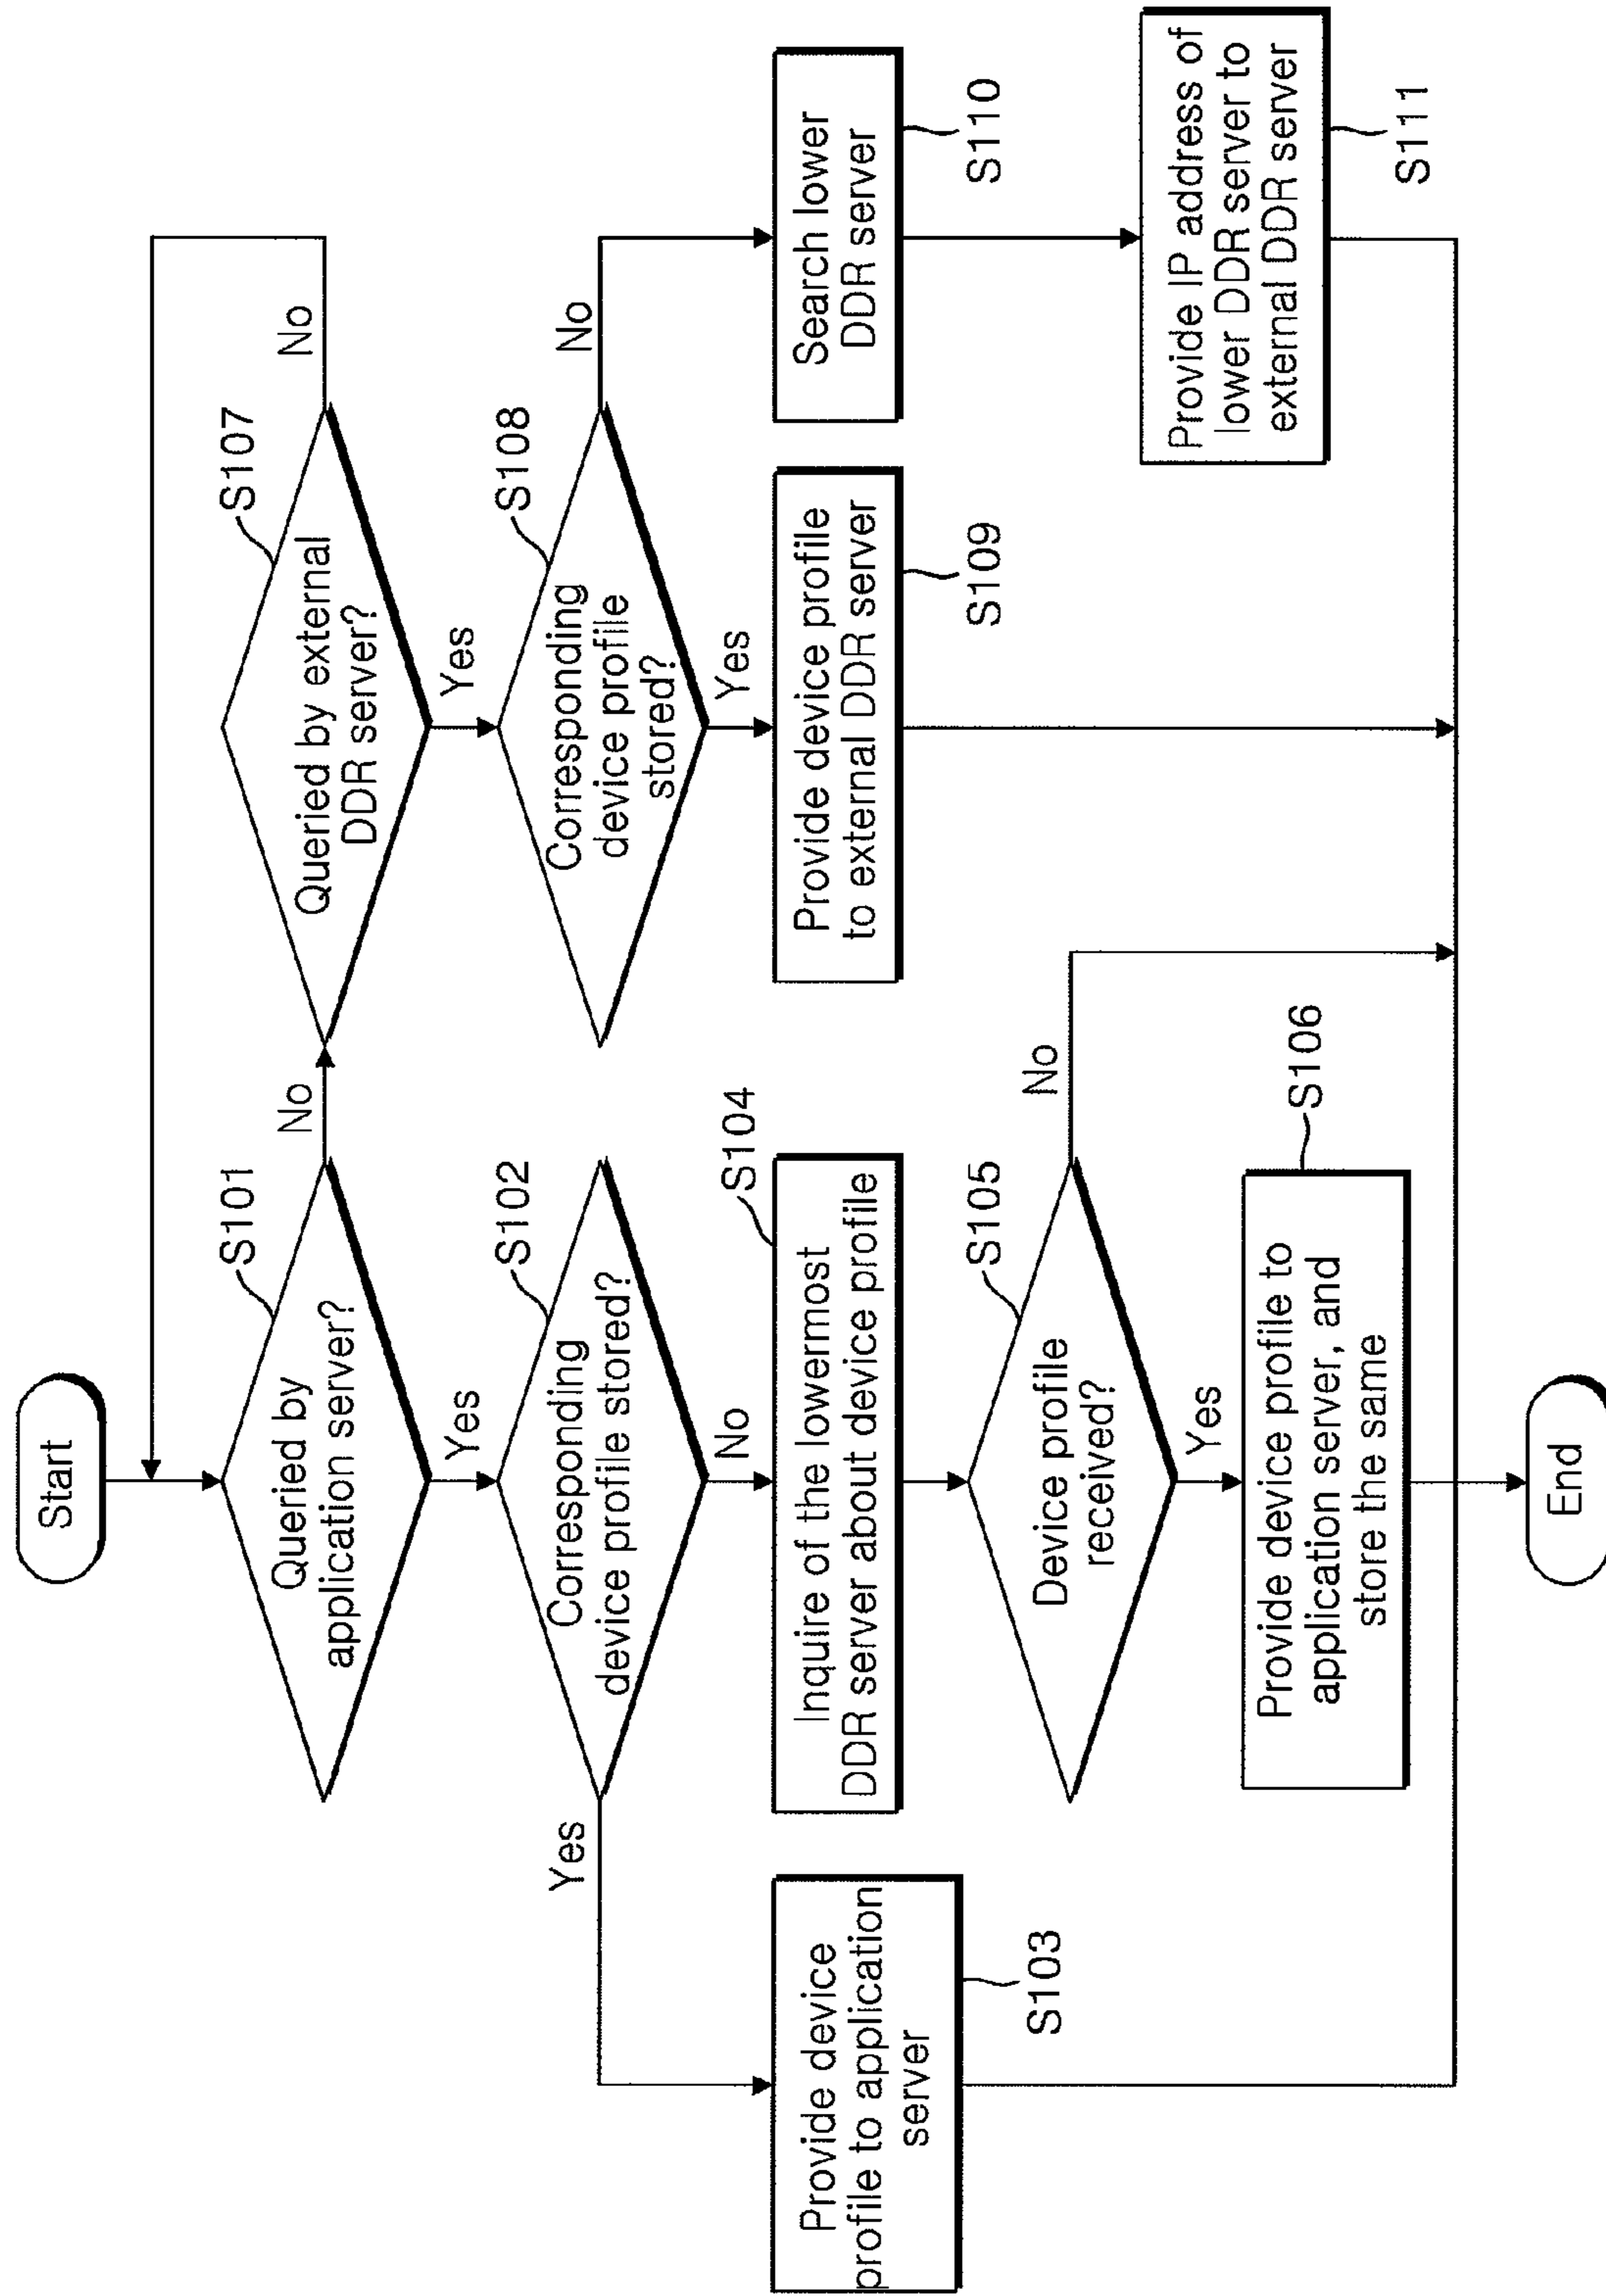 Start
Queried by
application server?
S101
No
Yes
Queried by external
DDR server?
S107
No
Yes
Corresponding
device profile stored?
S102
Yes
No
Corresponding
device profile
stored?
S108
No
Yes
Provide device
profile to application
server
S103
Inquire of the lowermost
DDR server about device profile
S104
Provide device profile
to external DDR server
S109
Search lower
DDR server
S110
Device profile
received?
S105
No
Yes
Provide device profile to
application server, and
store the same
S106
Provide IP address of
lower DDR server to
external DDR server
S111
End